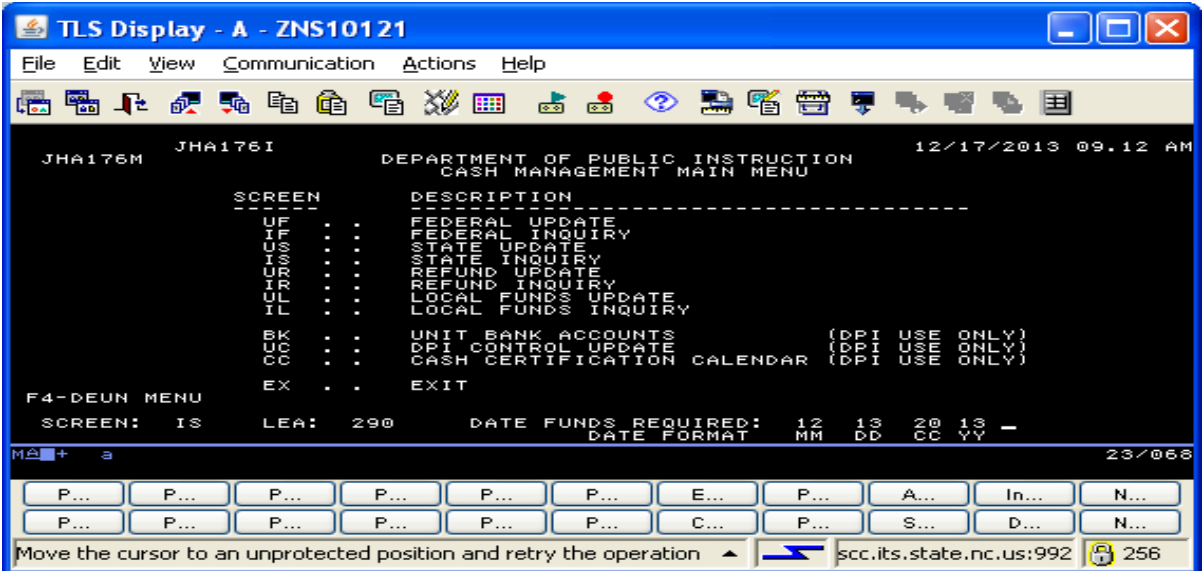 TLS Display - A - ZNS10121
File Edit View Communication Actions Help
JHA176M JHA176I DEPARTMENT OF PUBLIC INSTRUCTION 12/17/2013 09.12 AM
CASH MANAGEMENT MAIN MENU
SCREEN DESCRIPTION
UF . . FEDERAL UPDATE
IF . . FEDERAL INQUIRY
US . . STATE UPDATE
IS . . STATE INQUIRY
UR . . REFUND UPDATE
IR . . REFUND INQUIRY
UL . . LOCAL FUNDS UPDATE
IL . . LOCAL FUNDS INQUIRY
BK . . UNIT BANK ACCOUNTS (DPI USE ONLY)
UC . . DPI CONTROL UPDATE (DPI USE ONLY)
CC . . CASH CERTIFICATION CALENDAR (DPI USE ONLY)
EX . . EXIT
F4-DEUN MENU
SCREEN: IS LEA: 290 DATE FUNDS REQUIRED: 12 13 20 13
DATE FORMAT MM DD CC YY
MA + a 23/068
P... P... P... P... P... P... E... P... A... In... N...
P... P... P... P... P... P... C... P... S... D... N...
Move the cursor to an unprotected position and retry the operation scc.its.state.nc.us:992 256